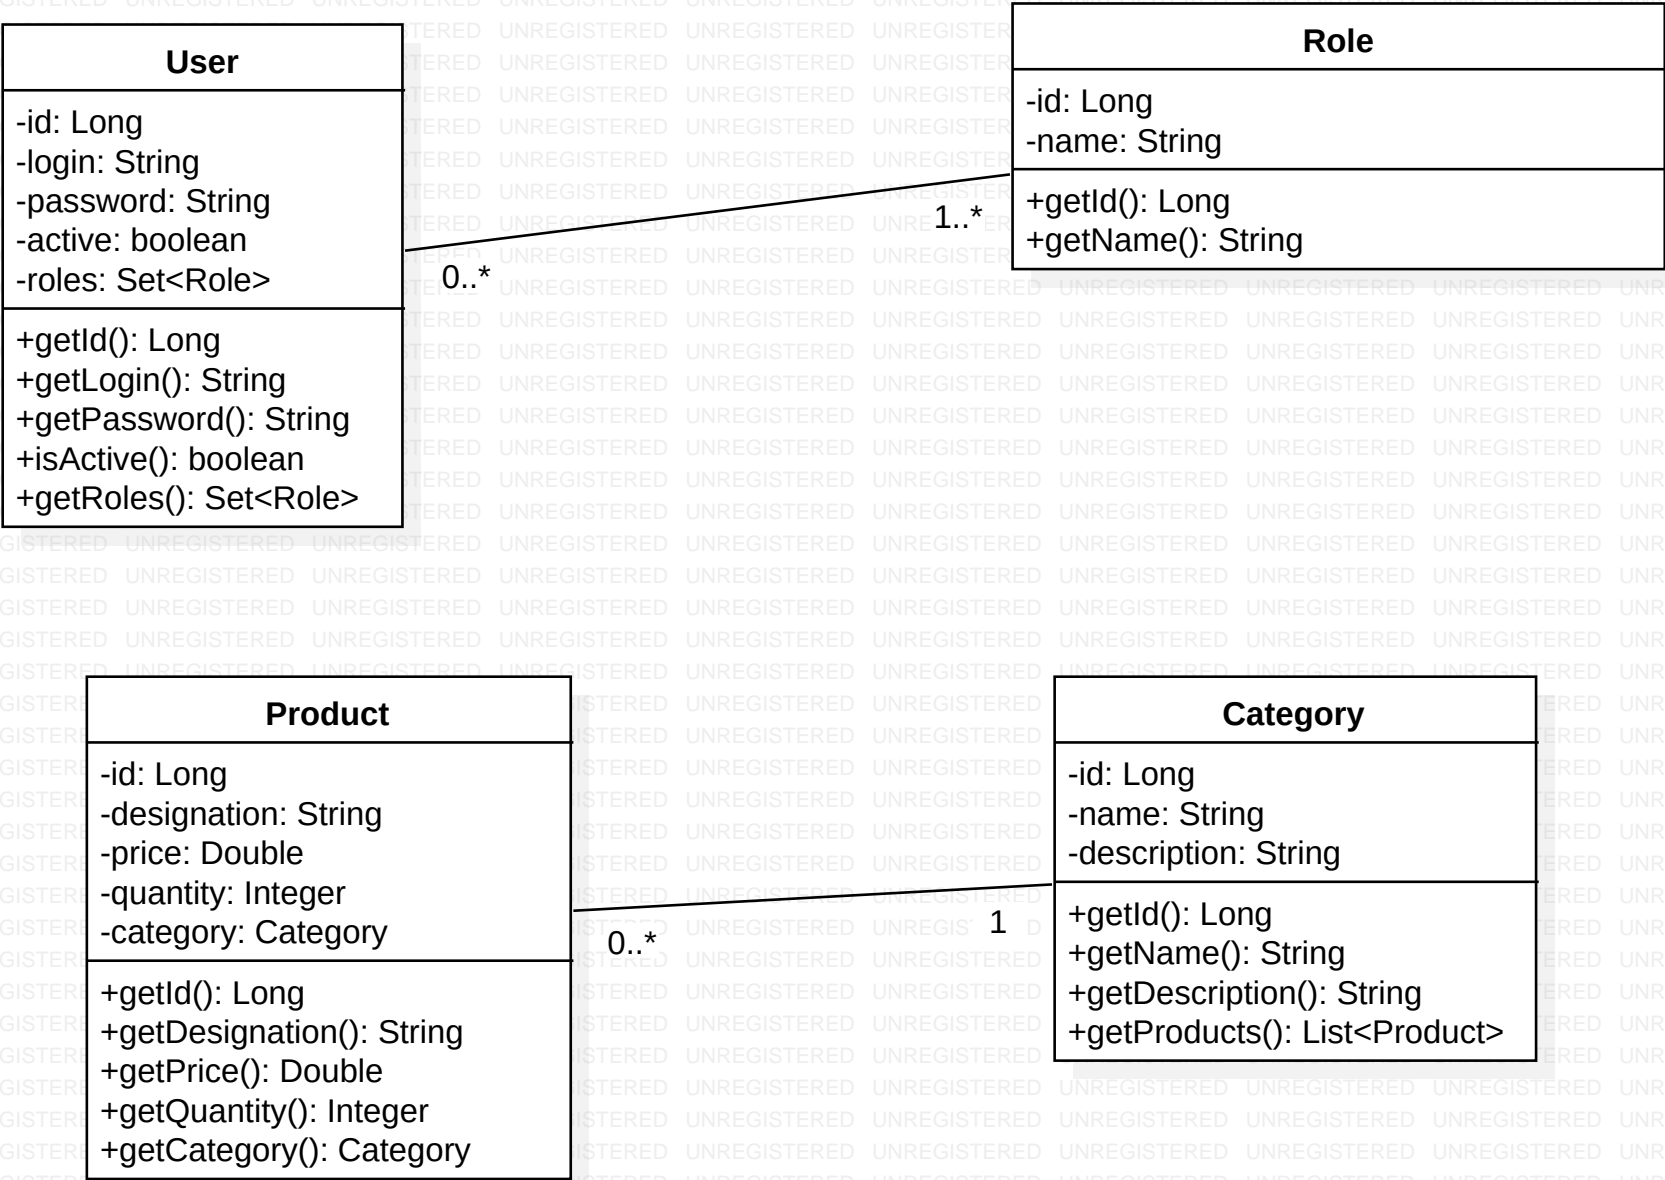 User
-id: Long
-login: String
-password: String
-active: boolean
-roles: Set<Role>
+getId(): Long
+getLogin(): String
+getPassword(): String
+isActive(): boolean
+getRoles(): Set<Role>
0..*
1..*
Role
-id: Long
-name: String
+getId(): Long
+getName(): String
Product
-id: Long
-designation: String
-price: Double
-quantity: Integer
-category: Category
+getId(): Long
+getDesignation(): String
+getPrice(): Double
+getQuantity(): Integer
+getCategory(): Category
0..*
1
Category
-id: Long
-name: String
-description: String
+getId(): Long
+getName(): String
+getDescription(): String
+getProducts(): List<Product>
UNREGISTERED